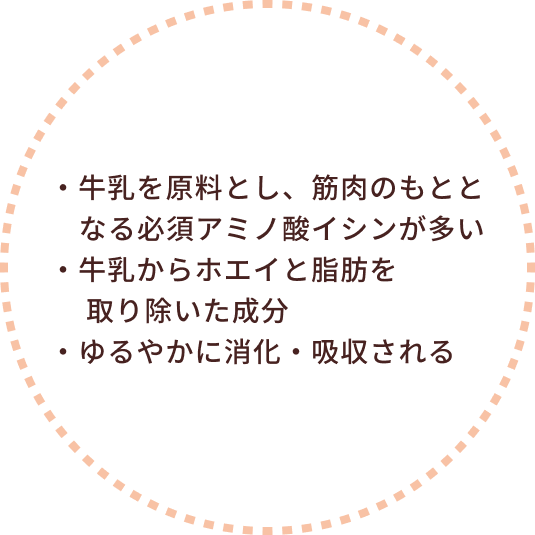 ・牛乳を原料とし、筋肉のもとと
なる必須アミノ酸イシンが多い
・牛乳からホエイと脂肪を
取り除いた成分
・ゆるやかに消化・吸収される